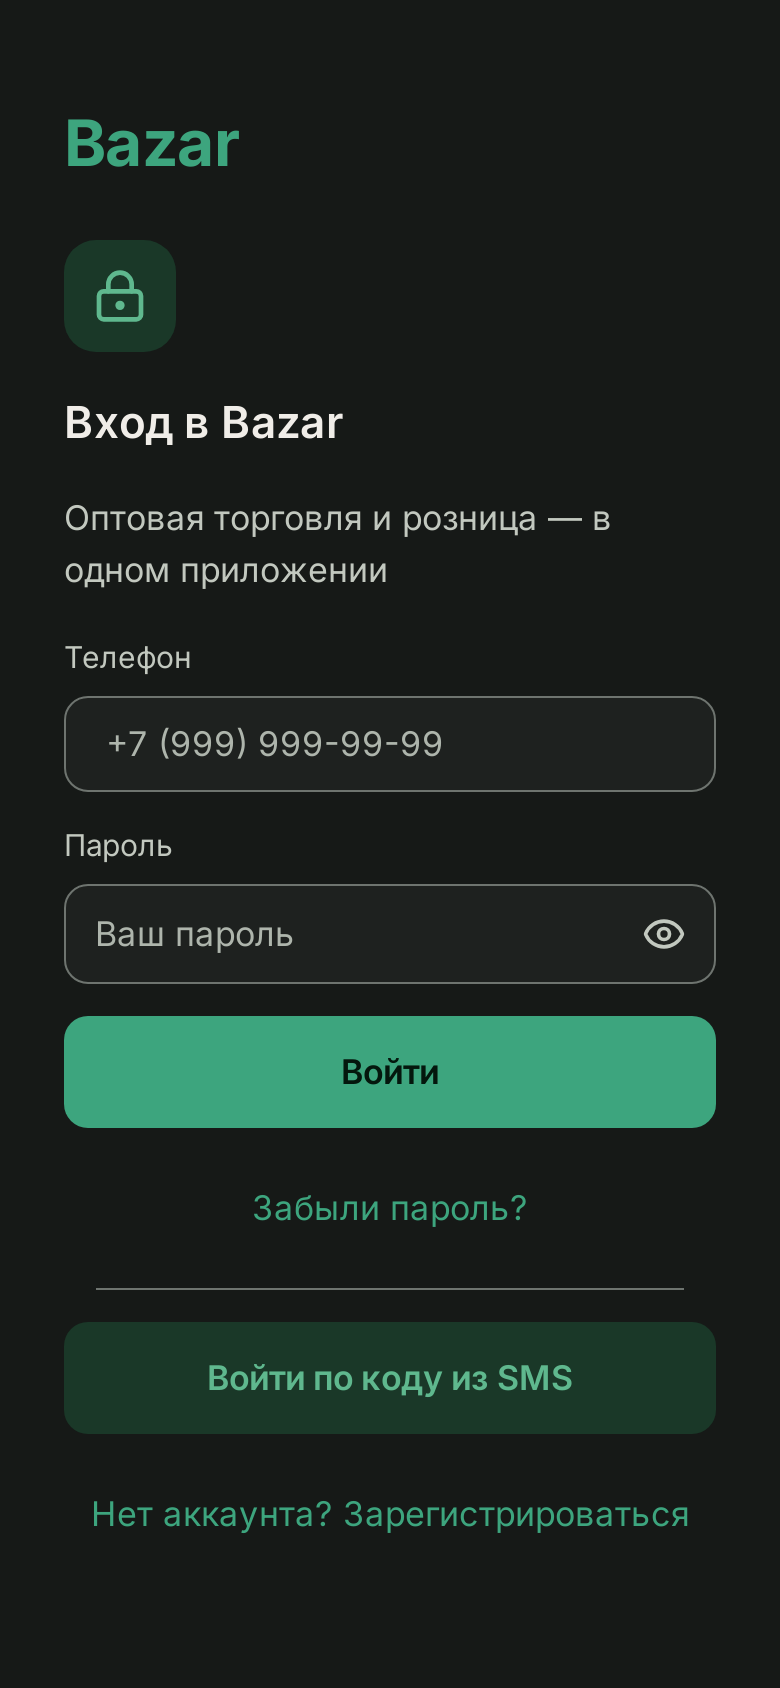 Bazar
Вход в Bazar
Оптовая торговля и розница — в
одном приложении
Телефон
+7 (999) 999-99-99
Пароль
Ваш пароль
Войти
Забыли пароль?
Войти по коду из SMS
Нет аккаунта? Зарегистрироваться